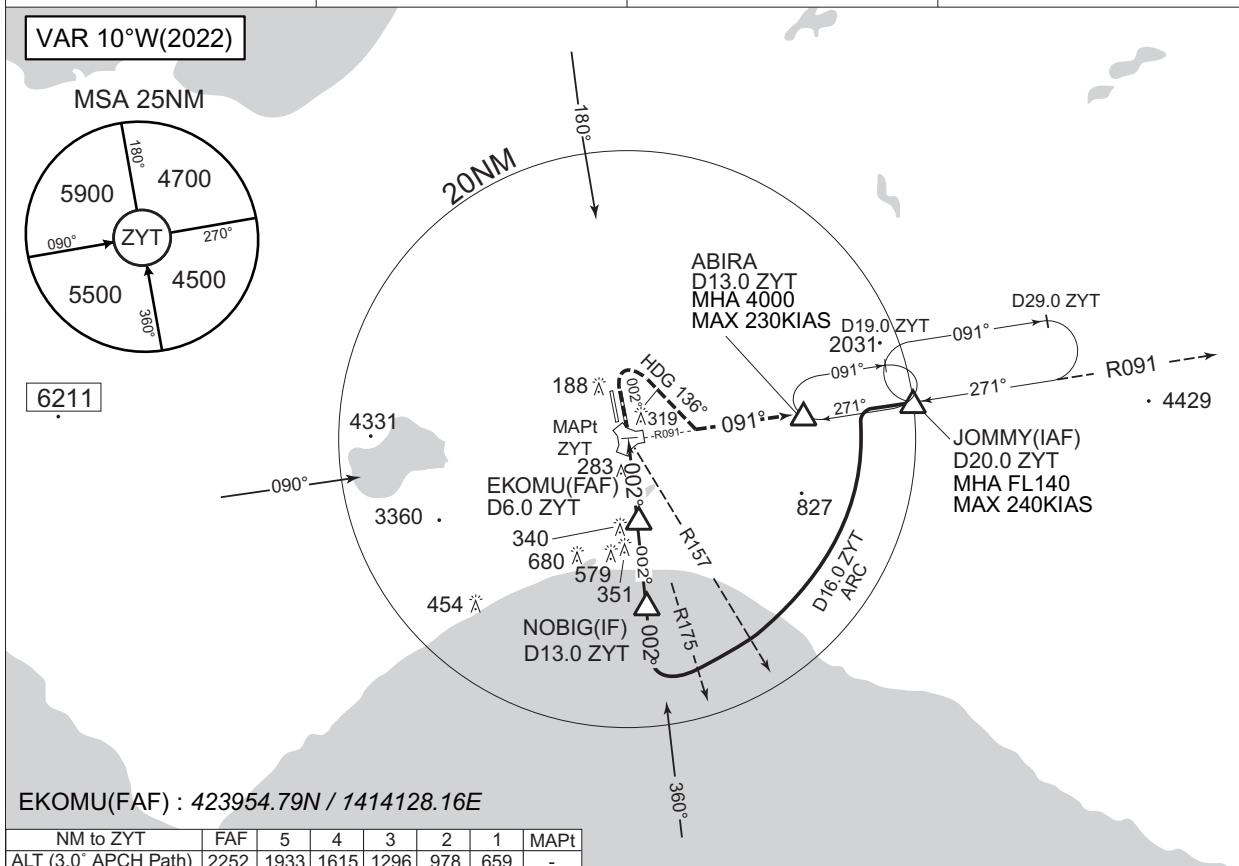 VAR 10°W(2022)
MSA 25NM
180°
5900
4700
090°
ZYT
270°
5500
4500
360°
6211
180°
20NM
ABIRA
D13.0 ZYT
MHA 4000
MAX 230KIAS
D19.0 ZYT
2031
D29.0 ZYT
091°
091°
271°
271°
R091
4429
188
002°
HDG 136°
319
MAPt
ZYT
-R091-
091°
JOMMY(IAF)
D20.0 ZYT
MHA FL140
MAX 240KIAS
4331
283
090°
EKOMU(FAF)
D6.0 ZYT
002°
3360
827
340
R157
680
579
351
002°
D16.0 ZYT
ARC
454
NOBIG(IF)
D13.0 ZYT
002°
R175
360°
EKOMU(FAF) : 423954.79N / 1414128.16E
NM to ZYT FAF 5 4 3 2 1 MAPt
ALT (3.0° APCH Path) 2252 1933 1615 1296 978 659 -